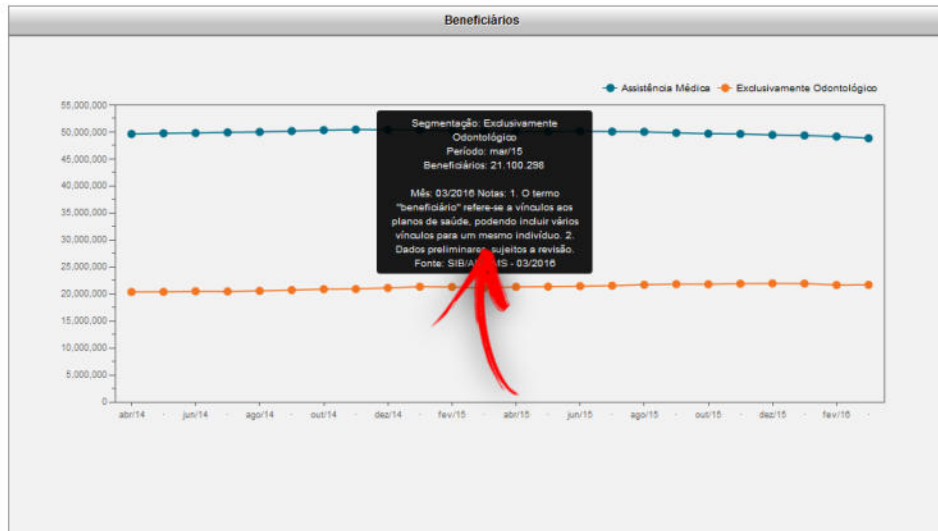 Beneficiários
Assistência Médica Exclusivamente Odontológico
55,000,000
50,000,000
45,000,000
40,000,000
35,000,000
30,000,000
25,000,000
20,000,000
15,000,000
10,000,000
5,000,000
0
Segmentação: Exclusivamente
Odontológico
Período: mar/15
Beneficiários: 21.100.298
Mês: 03/2016 Notas: 1. O termo
"beneficiário" refere-se a vínculos aos
planos de saúde, podendo incluir vários
vínculos para um mesmo indivíduo. 2.
Dados preliminares, sujeitos a revisão.
Fonte: - 03/2016
abr/14 - jun/14 - ago/14 - out/14 - dez/14 - fev/15 - abr/15 - jun/15 - ago/15 - out/15 - dez/15 - fev/16 -